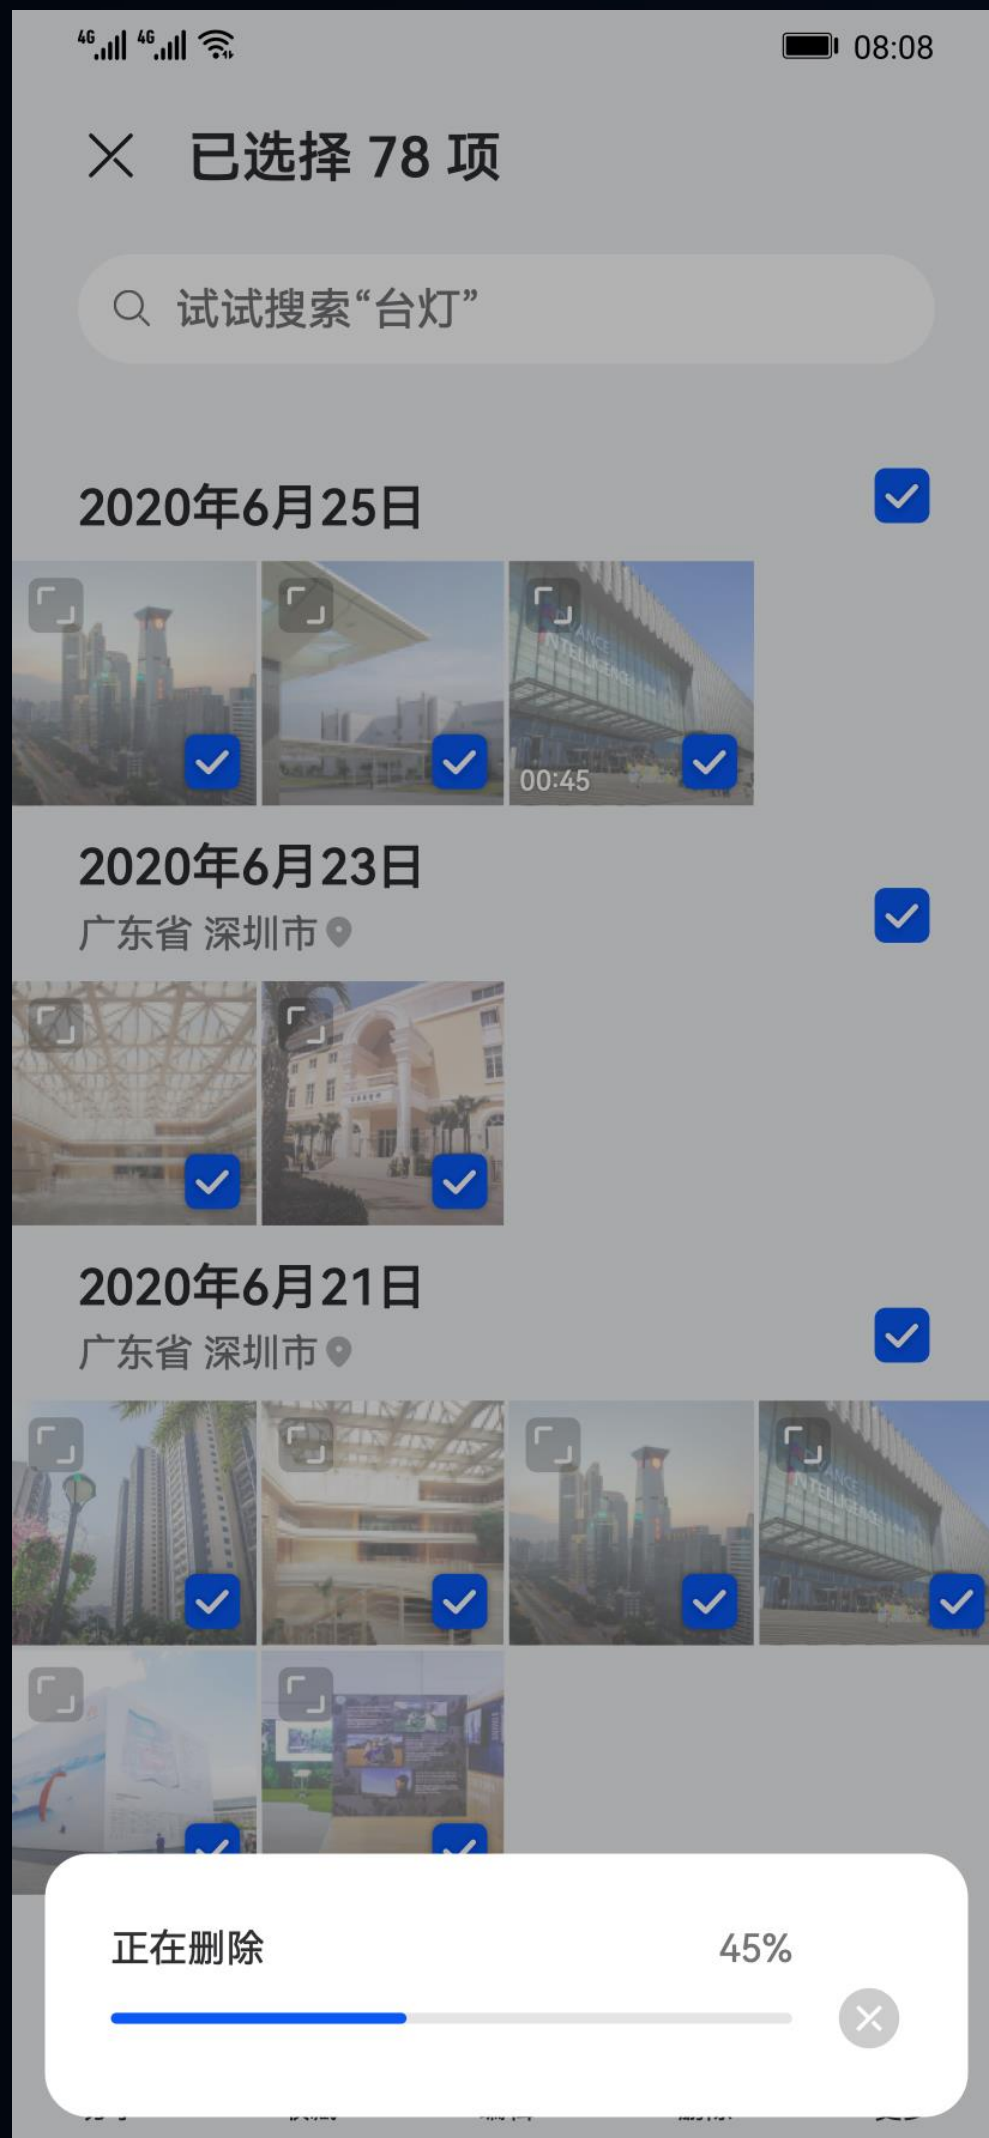 4G 4G 08:08
已选择 78 项
试试搜索“台灯”
2020年6月25日
00:45
2020年6月23日
广东省 深圳市
2020年6月21日
广东省 深圳市
正在删除 45%